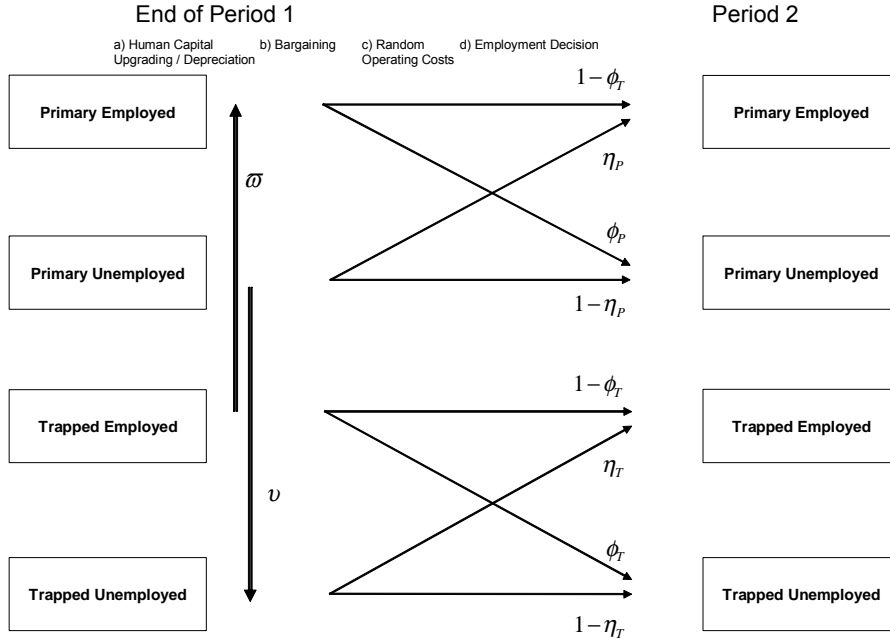 End of Period 1
Period 2
a) Human Capital Upgrading / Depreciation
b) Bargaining
c) Random Operating Costs
d) Employment Decision
Primary Employed
1−ϕ_T
Primary Employed
η_P
ϖ
ϕ_P
Primary Unemployed
Primary Unemployed
1−η_P
1−ϕ_T
Trapped Employed
Trapped Employed
η_T
υ
ϕ_T
Trapped Unemployed
Trapped Unemployed
1−η_T